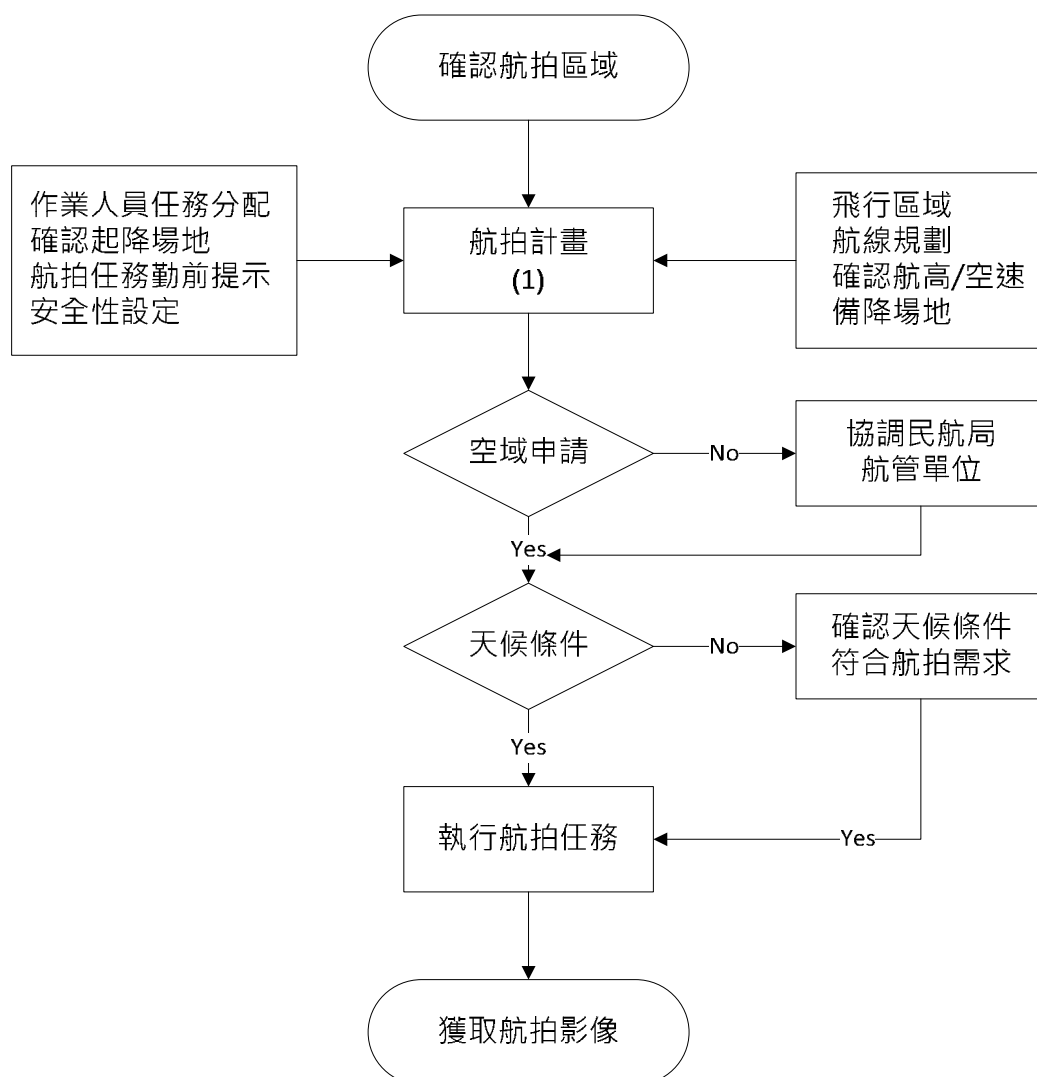 確認航拍區域
作業人員任務分配
確認起降場地
航拍任務勤前提示
安全性設定
航拍計畫
(1)
飛行區域
航線規劃
確認航高/空速
備降場地
空域申請
No
協調民航局
航管單位
Yes
天候條件
No
確認天候條件
符合航拍需求
Yes
執行航拍任務
Yes
獲取航拍影像